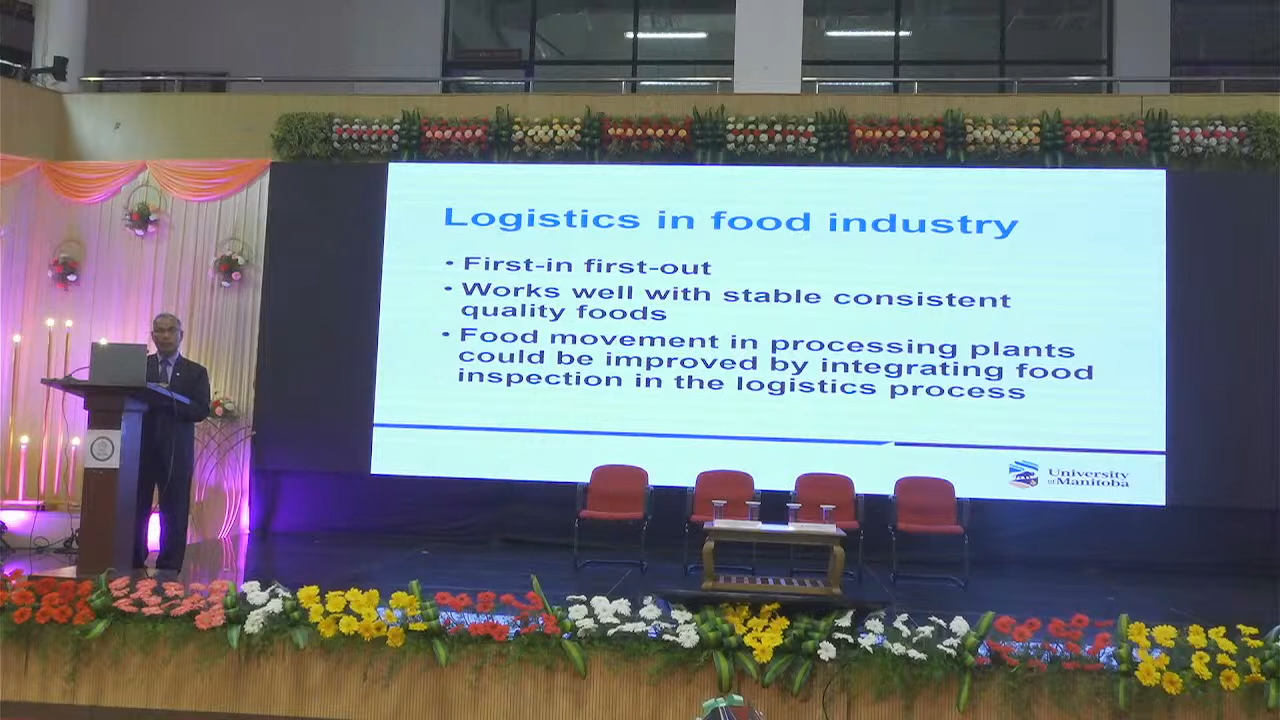 Logistics in food industry
• First-in first-out
• Works well with stable consistent
quality foods
• Food movement in processing plants
could be improved by integrating food
inspection in the logistics process
University
of Manitoba